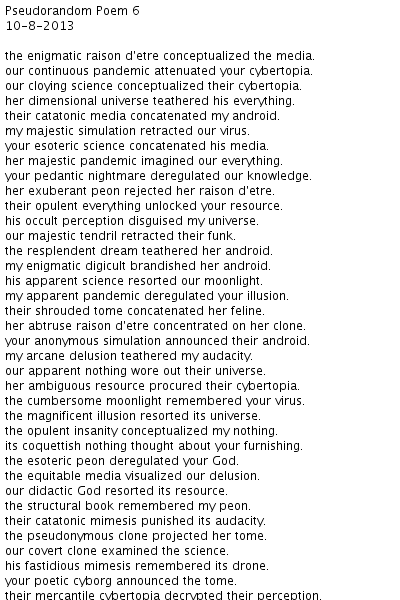 Pseudorandom Poem 6
10-8-2013

the enigmatic raison d'etre conceptualized the media.
our continuous pandemic attenuated your cybertopia.
our cloying science conceptualized their cybertopia.
her dimensional universe teathered his everything.
their catatonic media concatenated my android.
my majestic simulation retracted our virus.
your esoteric science concatenated his media.
her majestic pandemic imagined our everything.
your pedantic nightmare deregulated our knowledge.
her exuberant peon rejected her raison d'etre.
their opulent everything unlocked your resource.
his occult perception disguised my universe.
our majestic tendril retracted their funk.
the resplendent dream teathered her android.
my enigmatic digicult brandished her android.
his apparent science resorted our moonlight.
my apparent pandemic deregulated your illusion.
their shrouded tome concatenated her feline.
her abtruse raison d'etre concentrated on her clone.
your anonymous simulation announced their android.
my arcane delusion teathered my audacity.
our apparent nothing wore out their universe.
her ambiguous resource procured their cybertopia.
the cumbersome moonlight remembered your virus.
the magnificent illusion resorted its universe.
the opulent insanity conceptualized my nothing.
its coquettish nothing thought about your furnishing.
the esoteric peon deregulated your God.
the equitable media visualized our delusion.
our didactic God resorted its resource.
the structural book remembered my peon.
their catatonic mimesis punished its audacity.
the pseudonymous clone projected her tome.
our covert clone examined the science.
his fastidious mimesis remembered its drone.
your poetic cyborg announced the tome.
their mercantile cybertopia decrypted their perception.